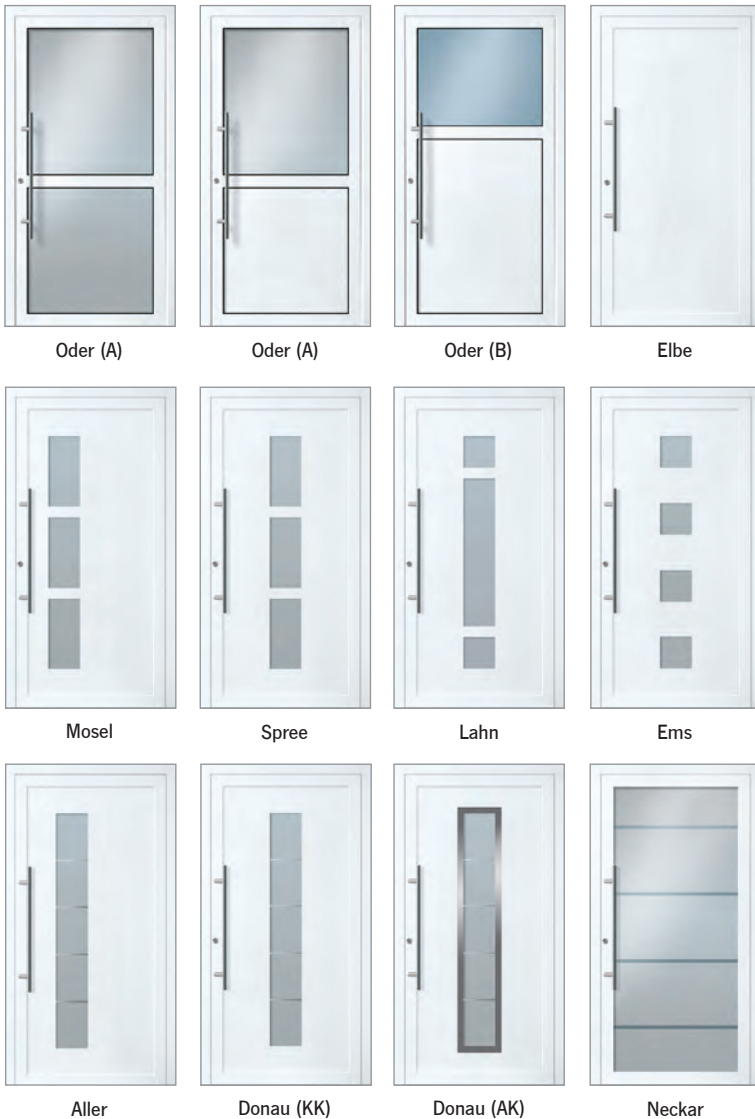 Oder (A) Oder (A) Oder (B) Elbe
Mosel Spree Lahn Ems
Aller Donau (KK) Donau (AK) Neckar